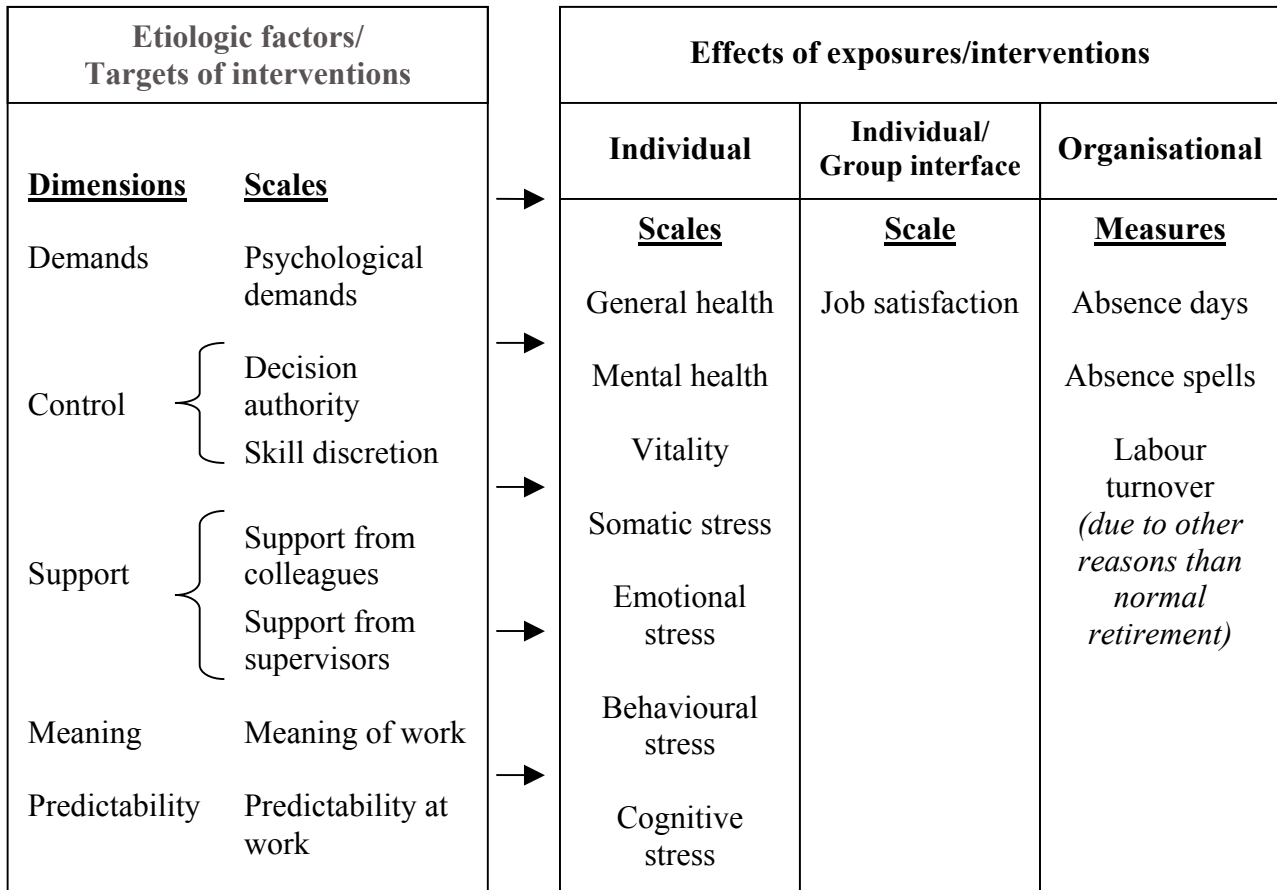 Etiologic factors/
Targets of interventions
Dimensions Scales
Demands Psychological
demands
Control Decision
authority
Skill discretion
Support Support from
colleagues
Support from
supervisors
Meaning Meaning of work
Predictability Predictability at
work
Effects of exposures/interventions
Individual
Individual/
Group interface
Organisational
Scales
General health
Mental health
Vitality
Somatic stress
Emotional
stress
Behavioural
stress
Cognitive
stress
Scale
Job satisfaction
Measures
Absence days
Absence spells
Labour
turnover
(due to other
reasons than
normal
retirement)